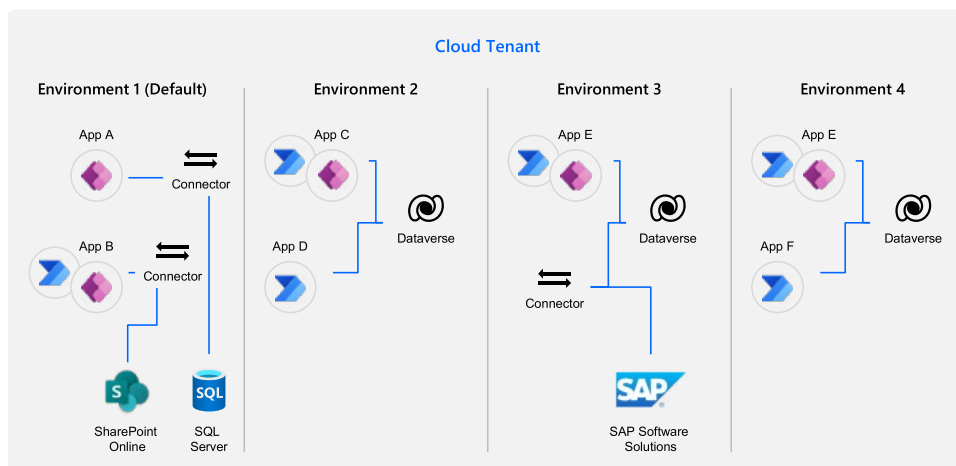 Cloud Tenant
Environment 1 (Default)
App A
Connector
App B
Connector
S
SharePoint
Online
SQL
SQL
Server
Environment 2
App C
App D
Dataverse
Environment 3
App E
Dataverse
Connector
SAP
SAP Software
Solutions
Environment 4
App E
App F
Dataverse